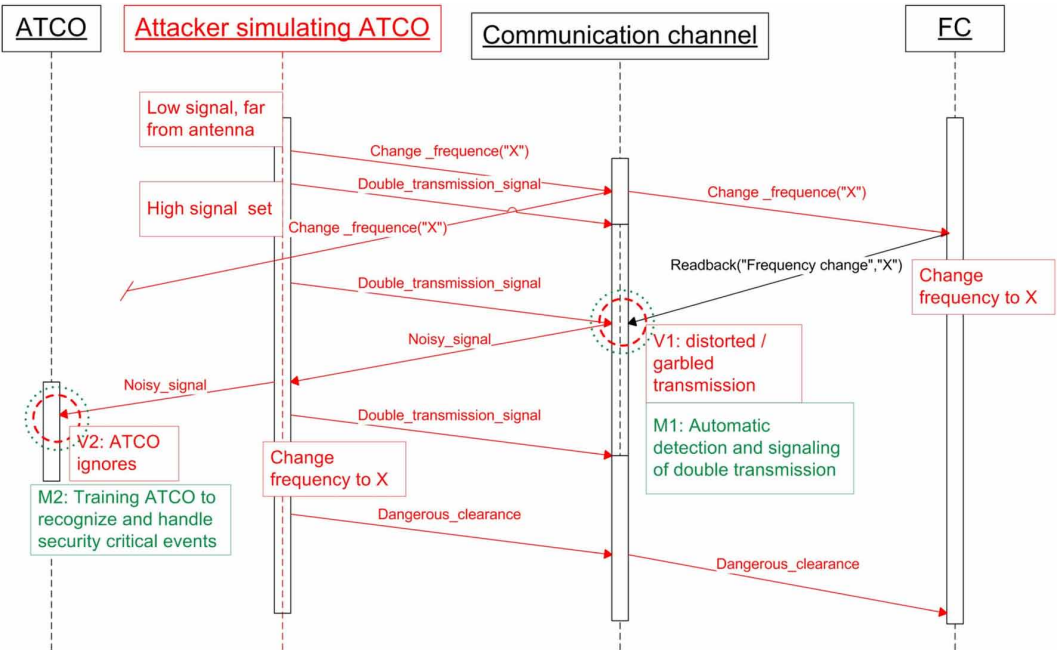 ATCO
Attacker simulating ATCO
Communication channel
FC
Low signal, far
from antenna
Change _frequence("X")
Double_transmission_signal
Change _frequence("X")
High signal  set
Change _frequence("X")
Readback("Frequency change","X")
Change
frequency to X
Double_transmission_signal
Noisy_signal
V1: distorted /
garbled
transmission
Noisy_signal
Double_transmission_signal
M1: Automatic
detection and signaling
of double transmission
V2: ATCO
ignores
Change
frequency to X
M2: Training ATCO to
recognize and handle
security critical events
Dangerous_clearance
Dangerous_clearance